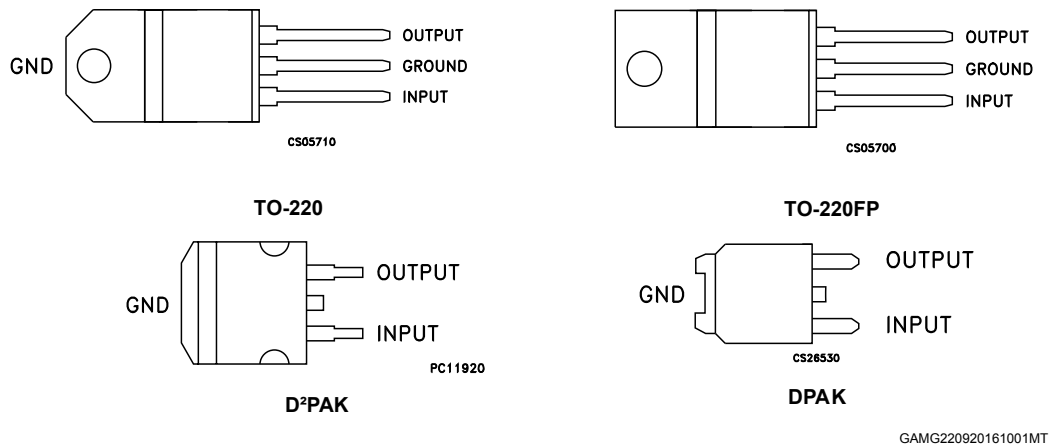 GND
OUTPUT
GROUND
INPUT
CS05710
TO-220
OUTPUT
GROUND
INPUT
CS05700
TO-220FP
GND
OUTPUT
INPUT
PC11920
D²PAK
GND
OUTPUT
INPUT
CS26530
DPAK
GAMG220920161001MT